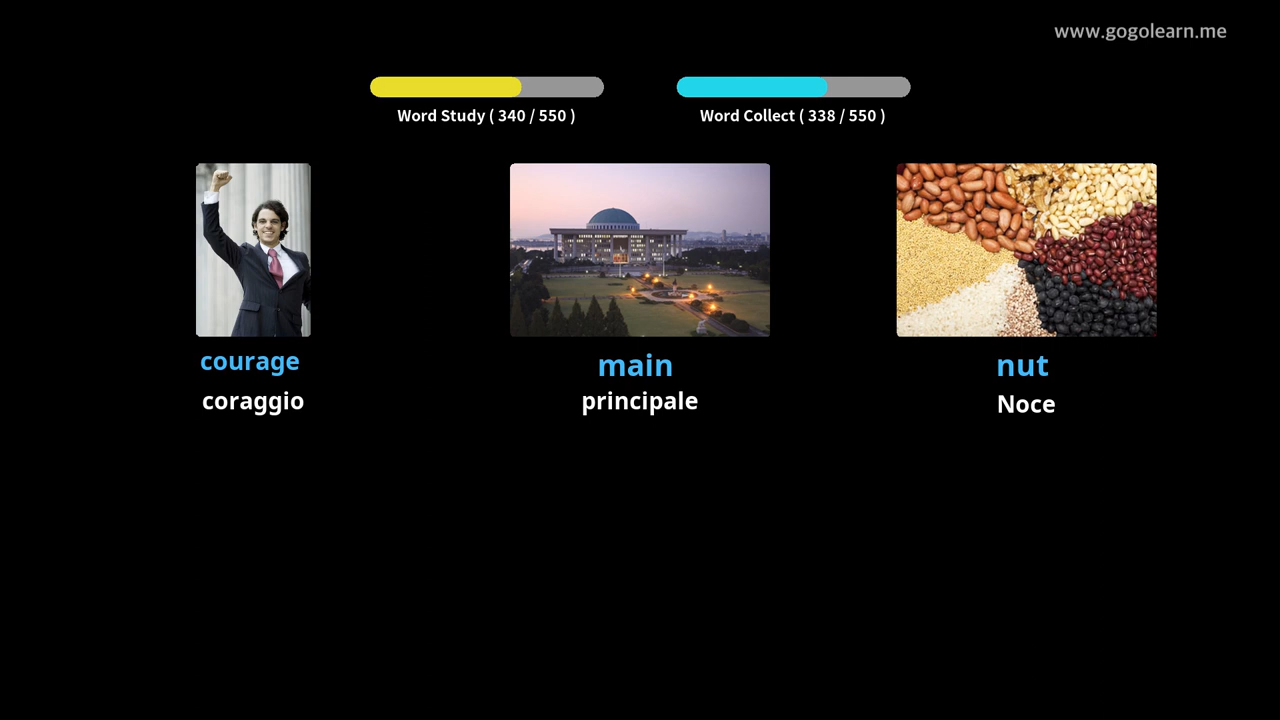 www.gogolearn.me
Word Study ( 340 / 550 )
Word Collect ( 338 / 550 )
courage
coraggio
main
principale
nut
Noce